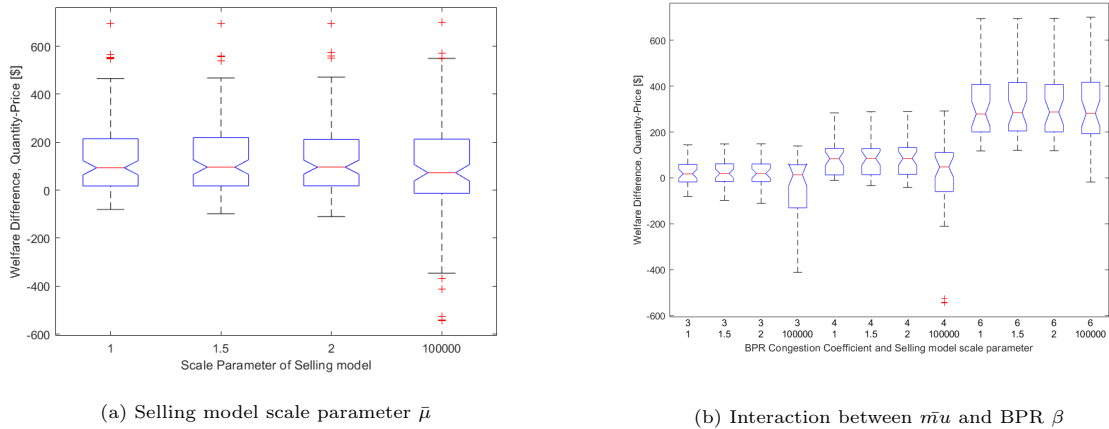 Welfare Difference, Quantity-Price [$]
600
400
200
0
-200
-400
-600
1 1.5 2 100000
Scale Parameter of Selling model
(a) Selling model scale parameter μ̄
Welfare Difference, Quantity-Price [$]
600
400
200
0
-200
-400
-600
3 3 3 3 4 4 4 4 6 6 6 6
1 1.5 2 100000 1 1.5 2 100000 1 1.5 2 100000
BPR Congestion Coefficient and Selling model scale parameter
(b) Interaction between m̄u and BPR β